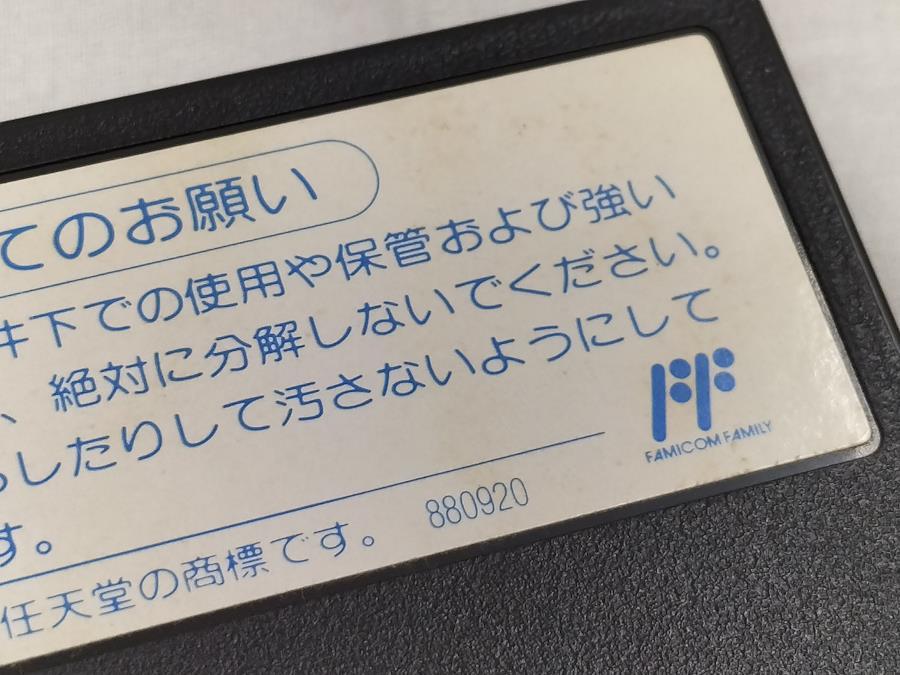 てのお願い
下での使用や保管および強い
、絶対に分解しないでください。
したりして汚さないようにして
す。
任天堂の商標です。 880920
FAMICOM FAMILY